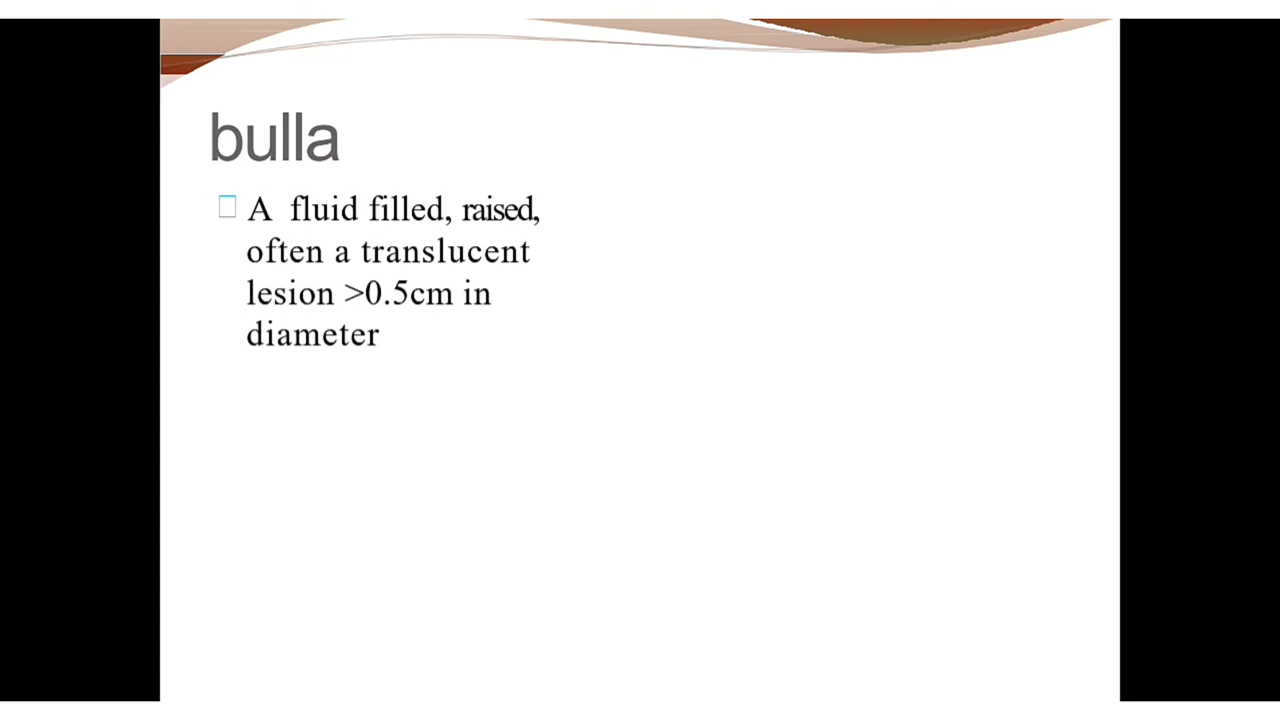 bulla
A fluid filled, raised,
often a translucent
lesion >0.5cm in
diameter